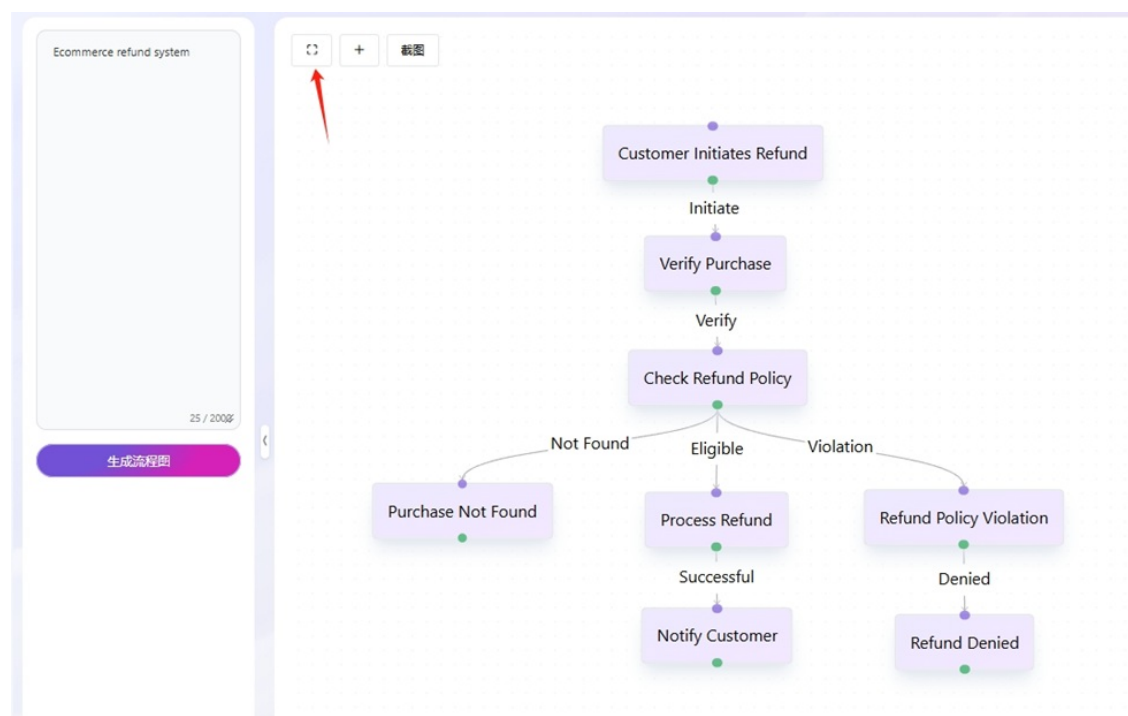 Ecommerce refund system
25 / 2000
生成流程图
+
截图
Customer Initiates Refund
Initiate
Verify Purchase
Verify
Check Refund Policy
Not Found
Eligible
Violation
Purchase Not Found
Process Refund
Refund Policy Violation
Successful
Denied
Notify Customer
Refund Denied